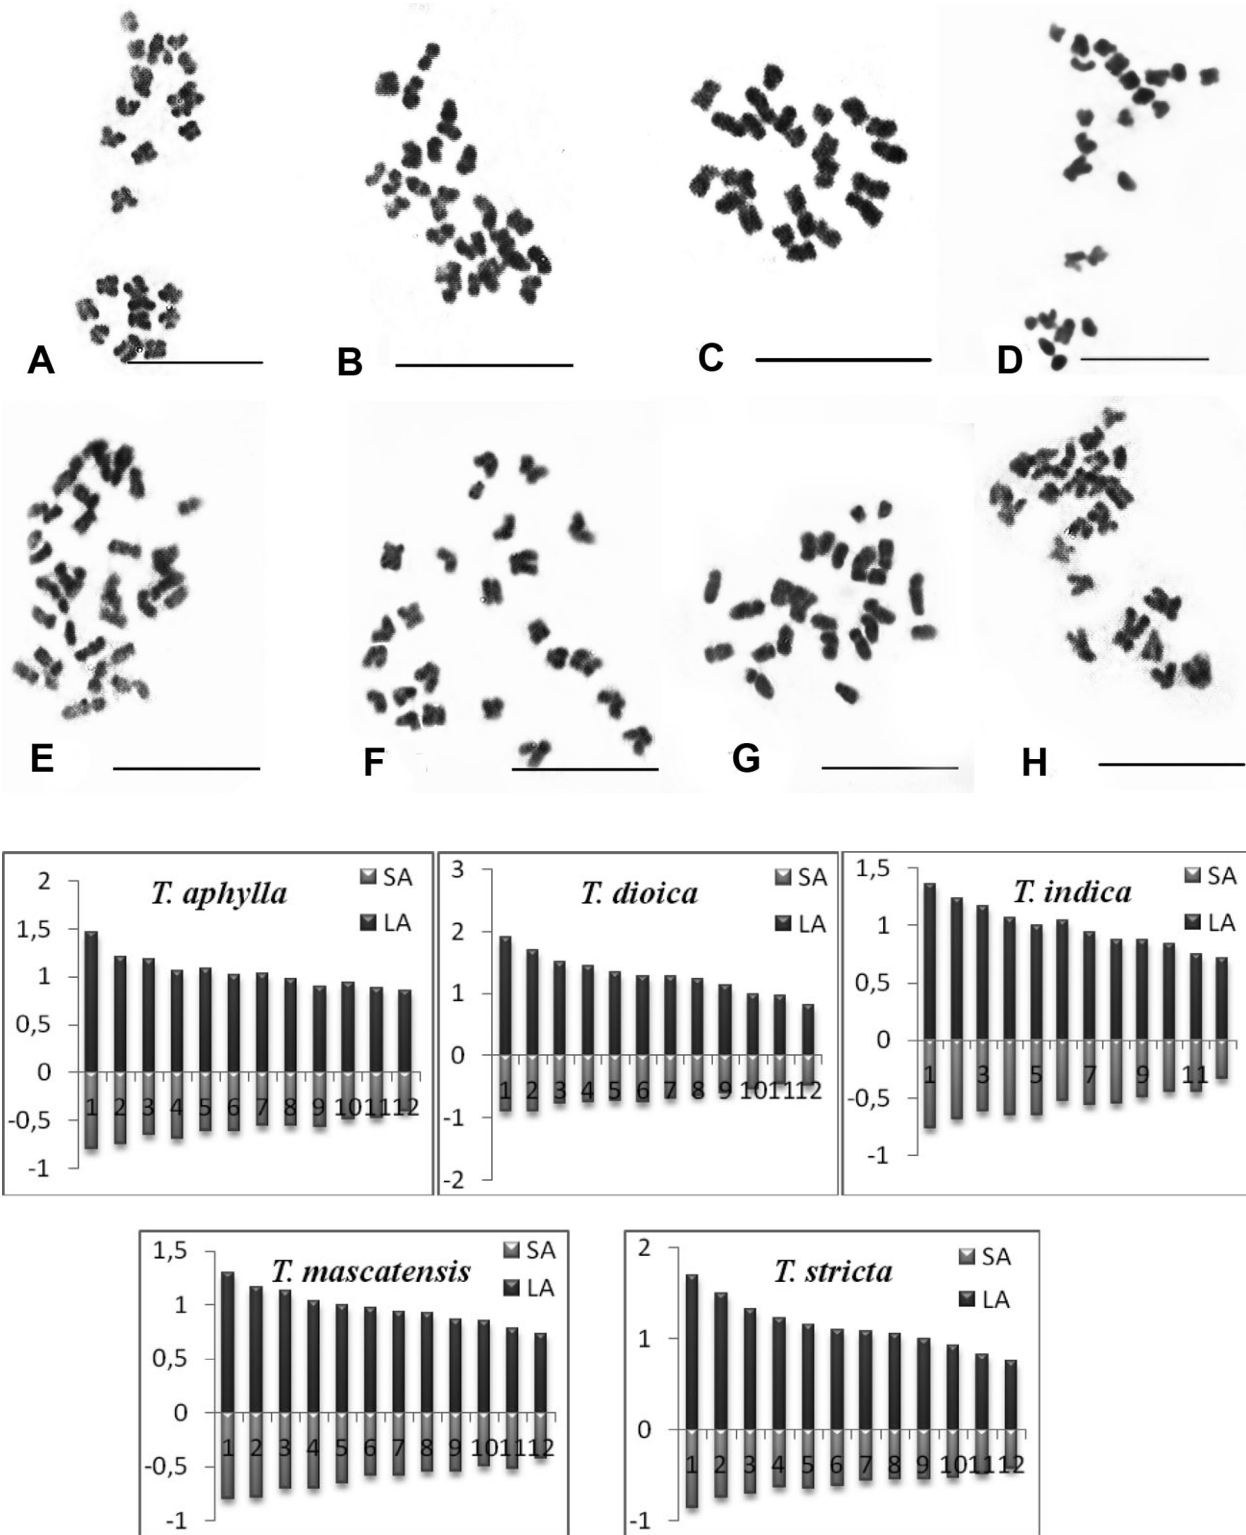 A
B
C
D
E
F
G
H
T. aphylla
SA
LA
2
1,5
1
0,5
0
-0,5
-1
1 2 3 4 5 6 7 8 9 10 11 12
T. dioica
SA
LA
3
2
1
0
-1
-2
1 2 3 4 5 6 7 8 9 10 11 12
T. indica
SA
LA
1,5
1
0,5
0
-0,5
-1
1 3 5 7 9 11
T. mascatensis
SA
LA
1,5
1
0,5
0
-0,5
-1
1 2 3 4 5 6 7 8 9 10 11 12
T. stricta
SA
LA
2
1
0
-1
1 2 3 4 5 6 7 8 9 10 11 12